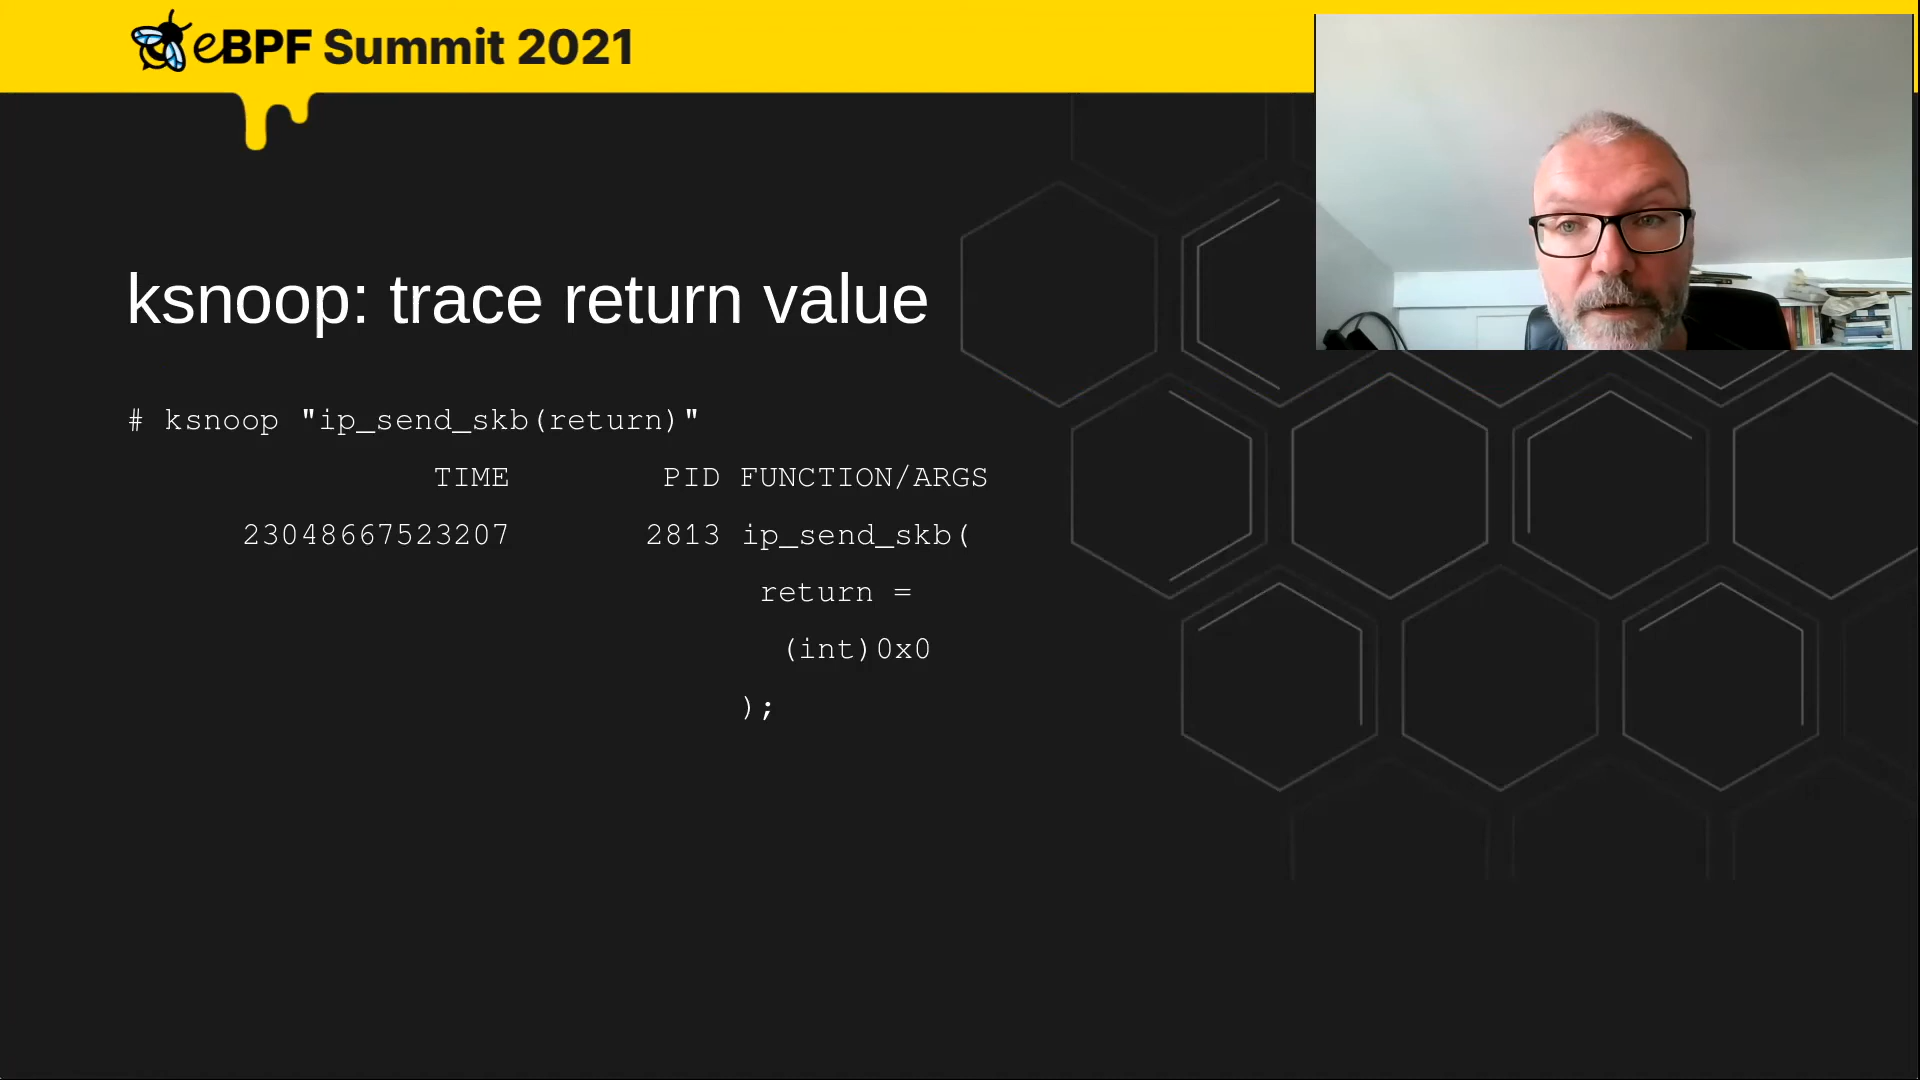 eBPF Summit 2021
ksnoop: trace return value
# ksnoop "ip_send_skb(return)"
TIME PID FUNCTION/ARGS
23048667523207 2813 ip_send_skb(
return =
(int)0x0
);